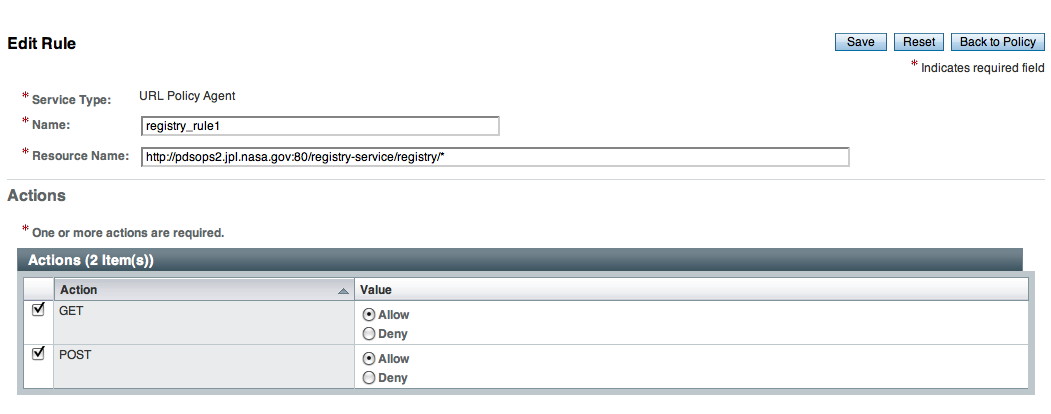 Edit Rule
Save Reset Back to Policy
* Indicates required field
* Service Type: URL Policy Agent
* Name: registry_rule1
* Resource Name: http://pdsops2.jpl.nasa.gov:80/registry-service/registry/*
Actions
* One or more actions are required.
Actions (2 Item(s))
Action Value
GET Allow
Deny
POST Allow
Deny